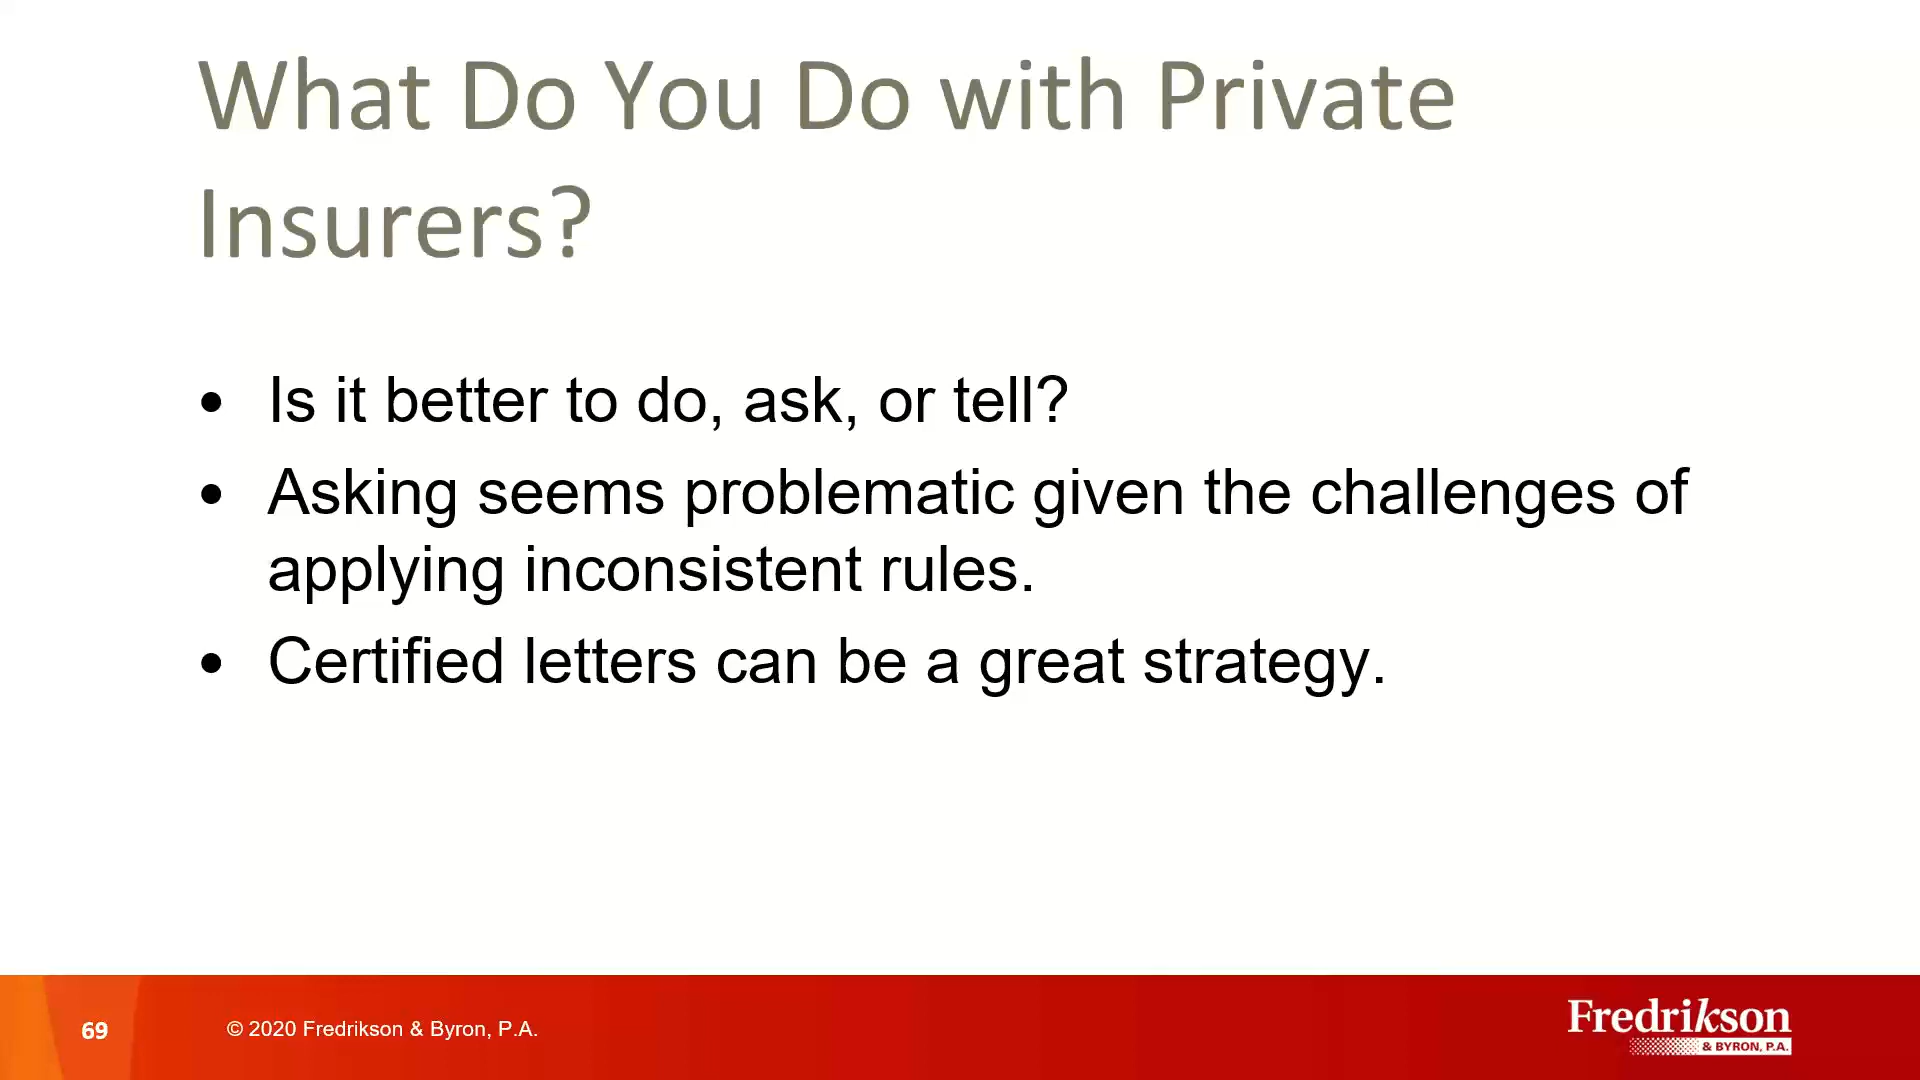 What Do You Do with Private
Insurers?
• Is it better to do, ask, or tell?
• Asking seems problematic given the challenges of
applying inconsistent rules.
• Certified letters can be a great strategy.
69
© 2020 Fredrikson & Byron, P.A.
Fredrikson
& BYRON, P.A.